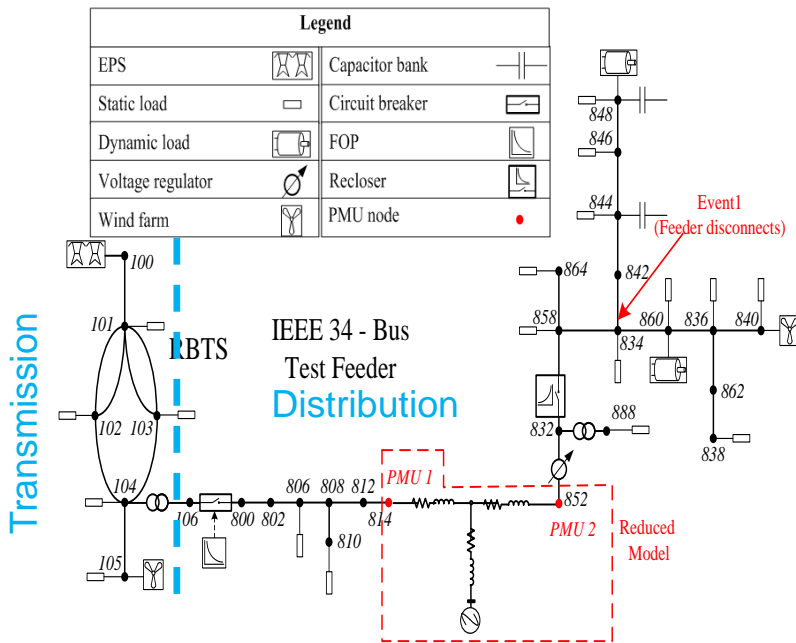 Legend
EPS
Capacitor bank
Static load
Circuit breaker
Dynamic load
FOP
Voltage regulator
Recloser
Wind farm
PMU node
848
846
844
Event1
(Feeder disconnects)
842
100
864
101
RBTS
IEEE 34 - Bus
Test Feeder
Distribution
Transmission
858
834
860
836
840
862
838
102
103
832
888
PMU 1
852
PMU 2
Reduced
Model
104
106
800
802
806
808
812
814
810
105